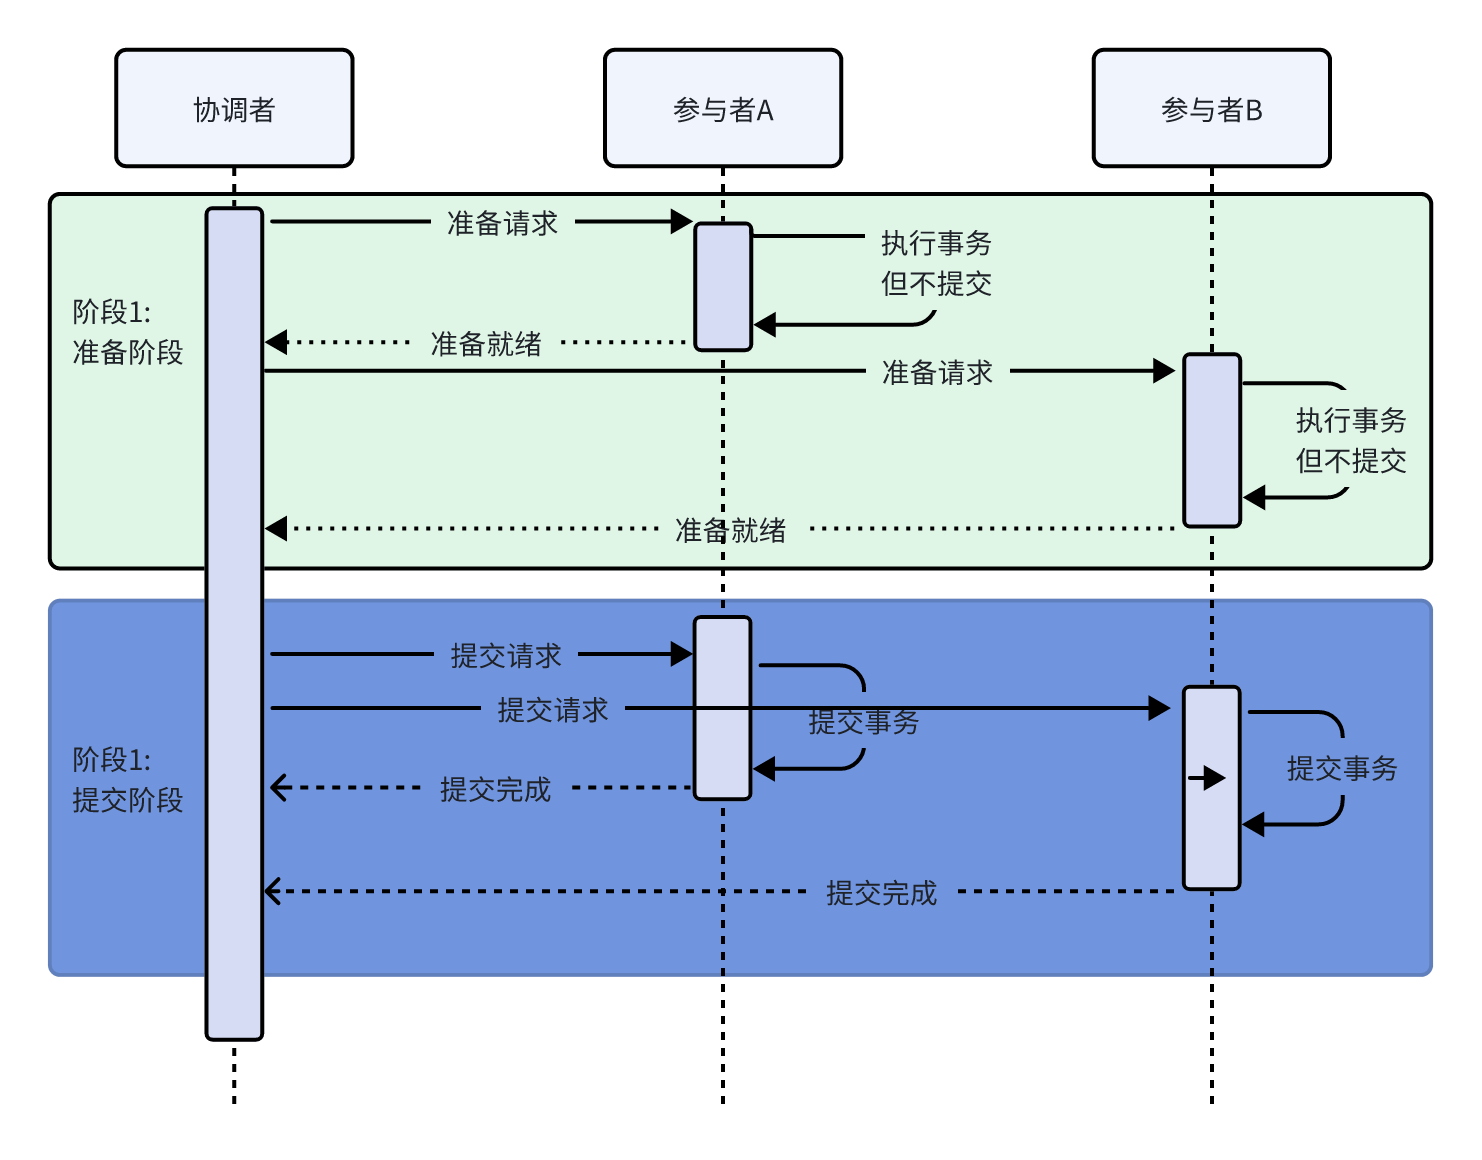 协调者
参与者A
参与者B
准备请求
执行事务
但不提交
阶段1:
准备阶段
准备就绪
准备请求
执行事务
但不提交
准备就绪
提交请求
提交请求
提交事务
阶段1:
提交阶段
提交事务
提交完成
提交完成